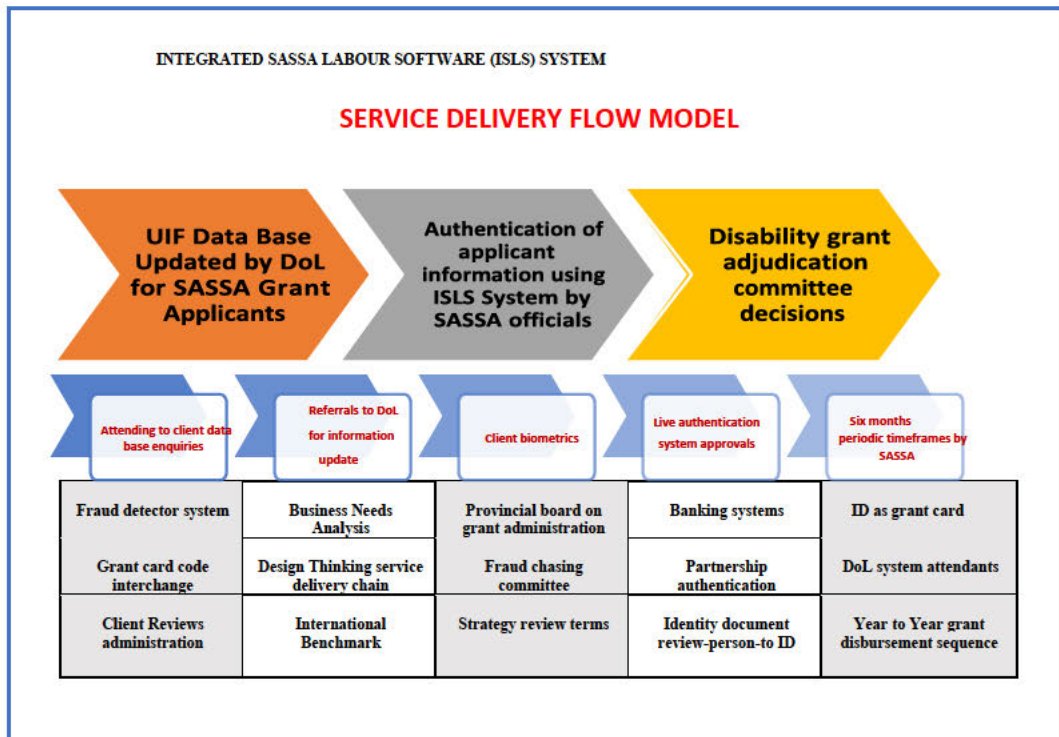 INTEGRATED SASSA LABOUR SOFTWARE (ISLS) SYSTEM
SERVICE DELIVERY FLOW MODEL
UIF Data Base
Updated by DoL
for SASSA Grant
Applicants
Authentication of
applicant
information using
ISLS System by
SASSA officials
Disability grant
adjudication
committee
decisions
Attending to client data
base enquiries
Referrals to DoL
for information
update
Client biometrics
Live authentication
system approvals
Six months
periodic timeframes by
SASSA
Fraud detector system
Business Needs
Analysis
Provincial board on
grant administration
Banking systems
ID as grant card
Grant card code
interchange
Design Thinking service
delivery chain
Fraud chasing
committee
Partnership
authentication
DoL system attendants
Client Reviews
administration
International
Benchmark
Strategy review terms
Identity document
review-person-to ID
Year to Year grant
disbursement sequence